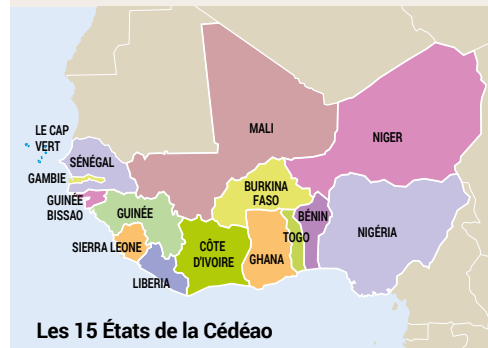 MALI
NIGER
LE CAP
VERT
SÉNÉGAL
GAMBIE
GUINÉE
BISSAO
GUINÉE
BURKINA
FASO
BÉNIN
NIGÉRIA
SIERRA LEONE
CÔTE
D'IVOIRE
GHANA
TOGO
LIBERIA
Les 15 États de la Cédéao